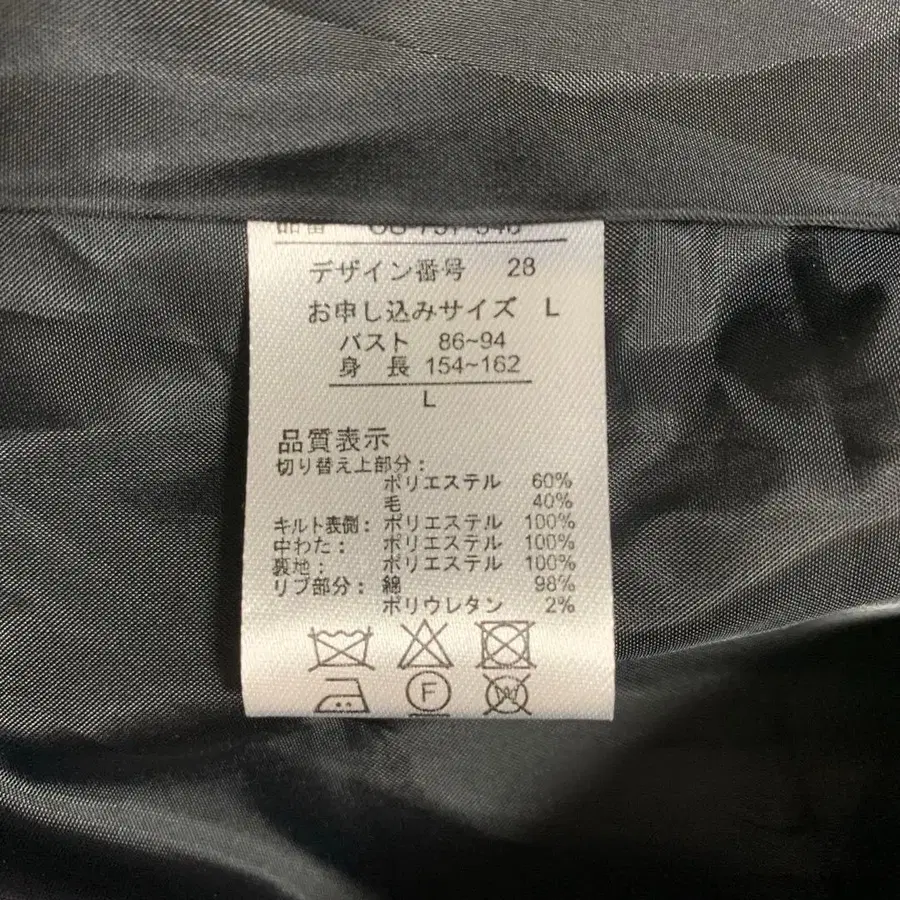 デザイン番号 28
お申し込みサイズ L
バスト 86~94
身 長 154~162
L
品質表示
切り替え上部分:
ポリエステル 60%
毛 40%
キルト表側: ポリエステル 100%
中わた: ポリエステル 100%
裏地: ポリエステル 100%
リブ部分: 綿 98%
ポリウレタン 2%
F
W